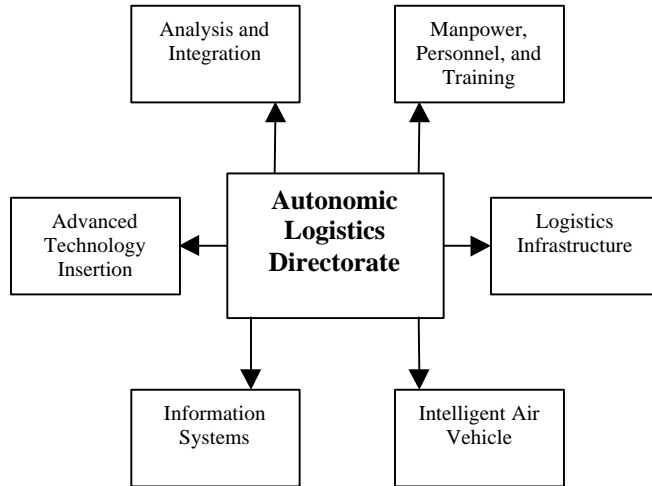 Analysis and
Integration
Manpower,
Personnel, and
Training
Autonomic
Logistics
Directorate
Advanced
Technology
Insertion
Logistics
Infrastructure
Information
Systems
Intelligent Air
Vehicle